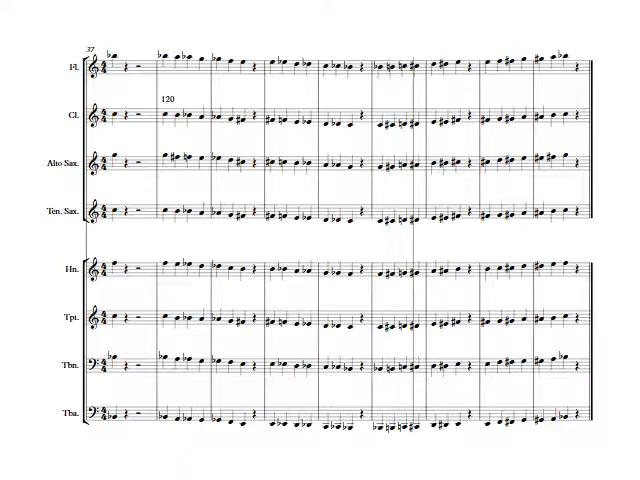 37
Fl.
120
Cl.
Alto Sax.
Ten. Sax.
Hn.
Tpt.
Tbn.
Tba.